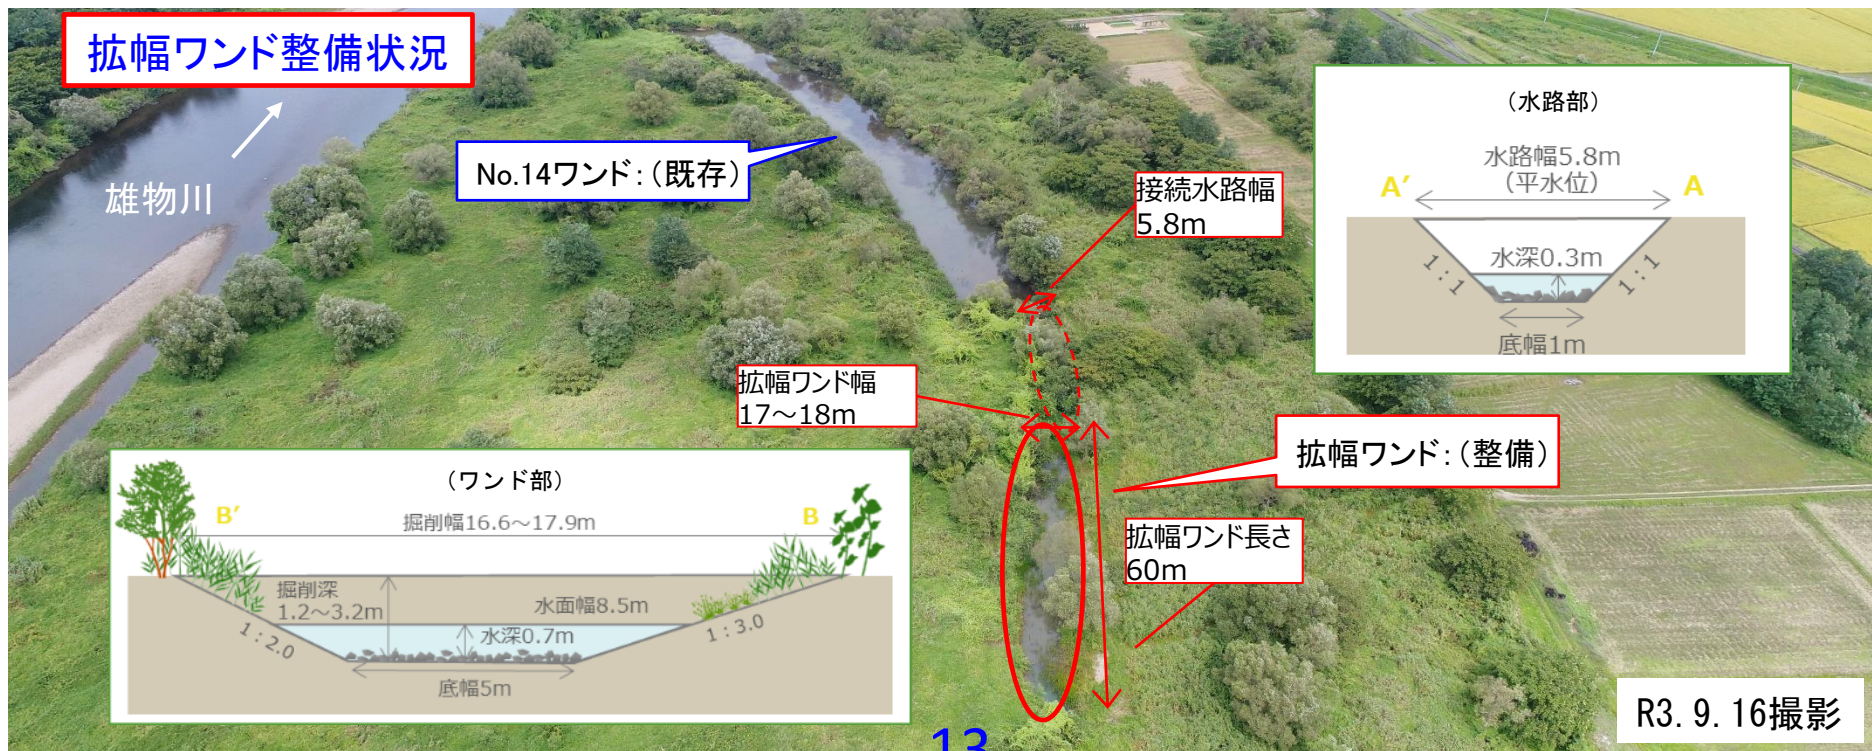 拡幅ワンド整備状況
雄物川
No.14ワンド：（既存）
接続水路幅
5.8m
（水路部）
水路幅5.8m
（平水位）
A′
A
水深0.3m
1：1
1：1
底幅1m
拡幅ワンド幅
17～18m
拡幅ワンド：（整備）
拡幅ワンド長さ
60m
（ワンド部）
B′
B
掘削幅16.6～17.9m
掘削深
1.2～3.2m
水面幅8.5m
水深0.7m
1：2.0
1：3.0
底幅5m
R3.9.16撮影
13